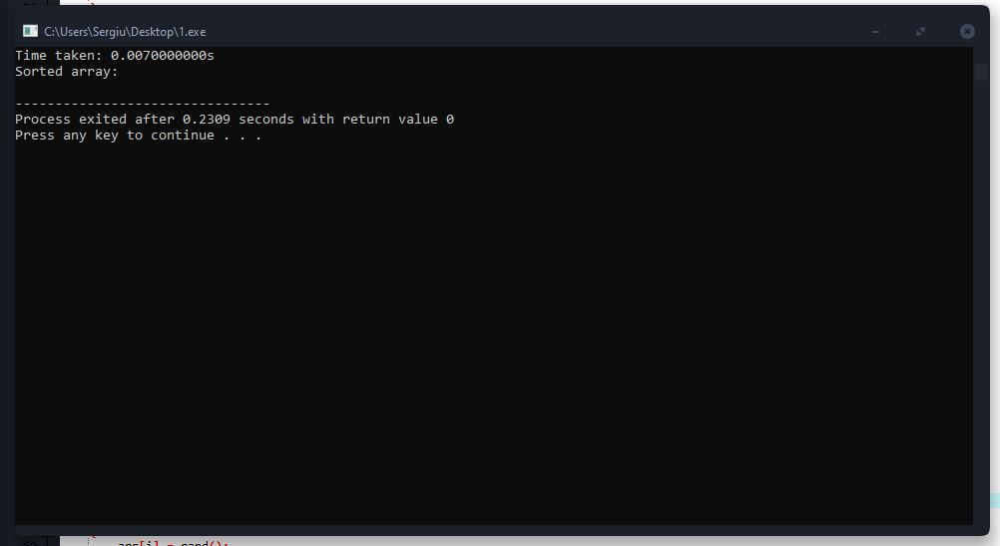 C:\Users\Sergiu\Desktop\1.exe
Time taken: 0.0070000000s
Sorted array:
--------------------------------
Process exited after 0.2309 seconds with return value 0
Press any key to continue . . .
arr[i] = rand();